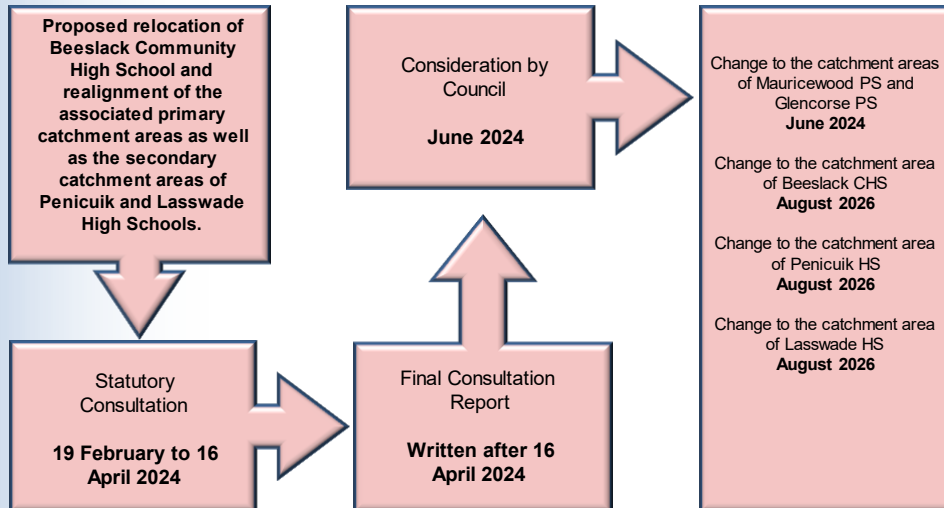 Proposed relocation of
Beeslack Community
High School and
realignment of the
associated primary
catchment areas as well
as the secondary
catchment areas of
Penicuik and Lasswade
High Schools.
Statutory
Consultation
19 February to 16
April 2024
Final Consultation
Report
Written after 16
April 2024
Consideration by
Council
June 2024
Change to the catchment areas
of Mauricewood PS and
Glencorse PS
June 2024
Change to the catchment area
of Beeslack CHS
August 2026
Change to the catchment area
of Penicuik HS
August 2026
Change to the catchment area
of Lasswade HS
August 2026